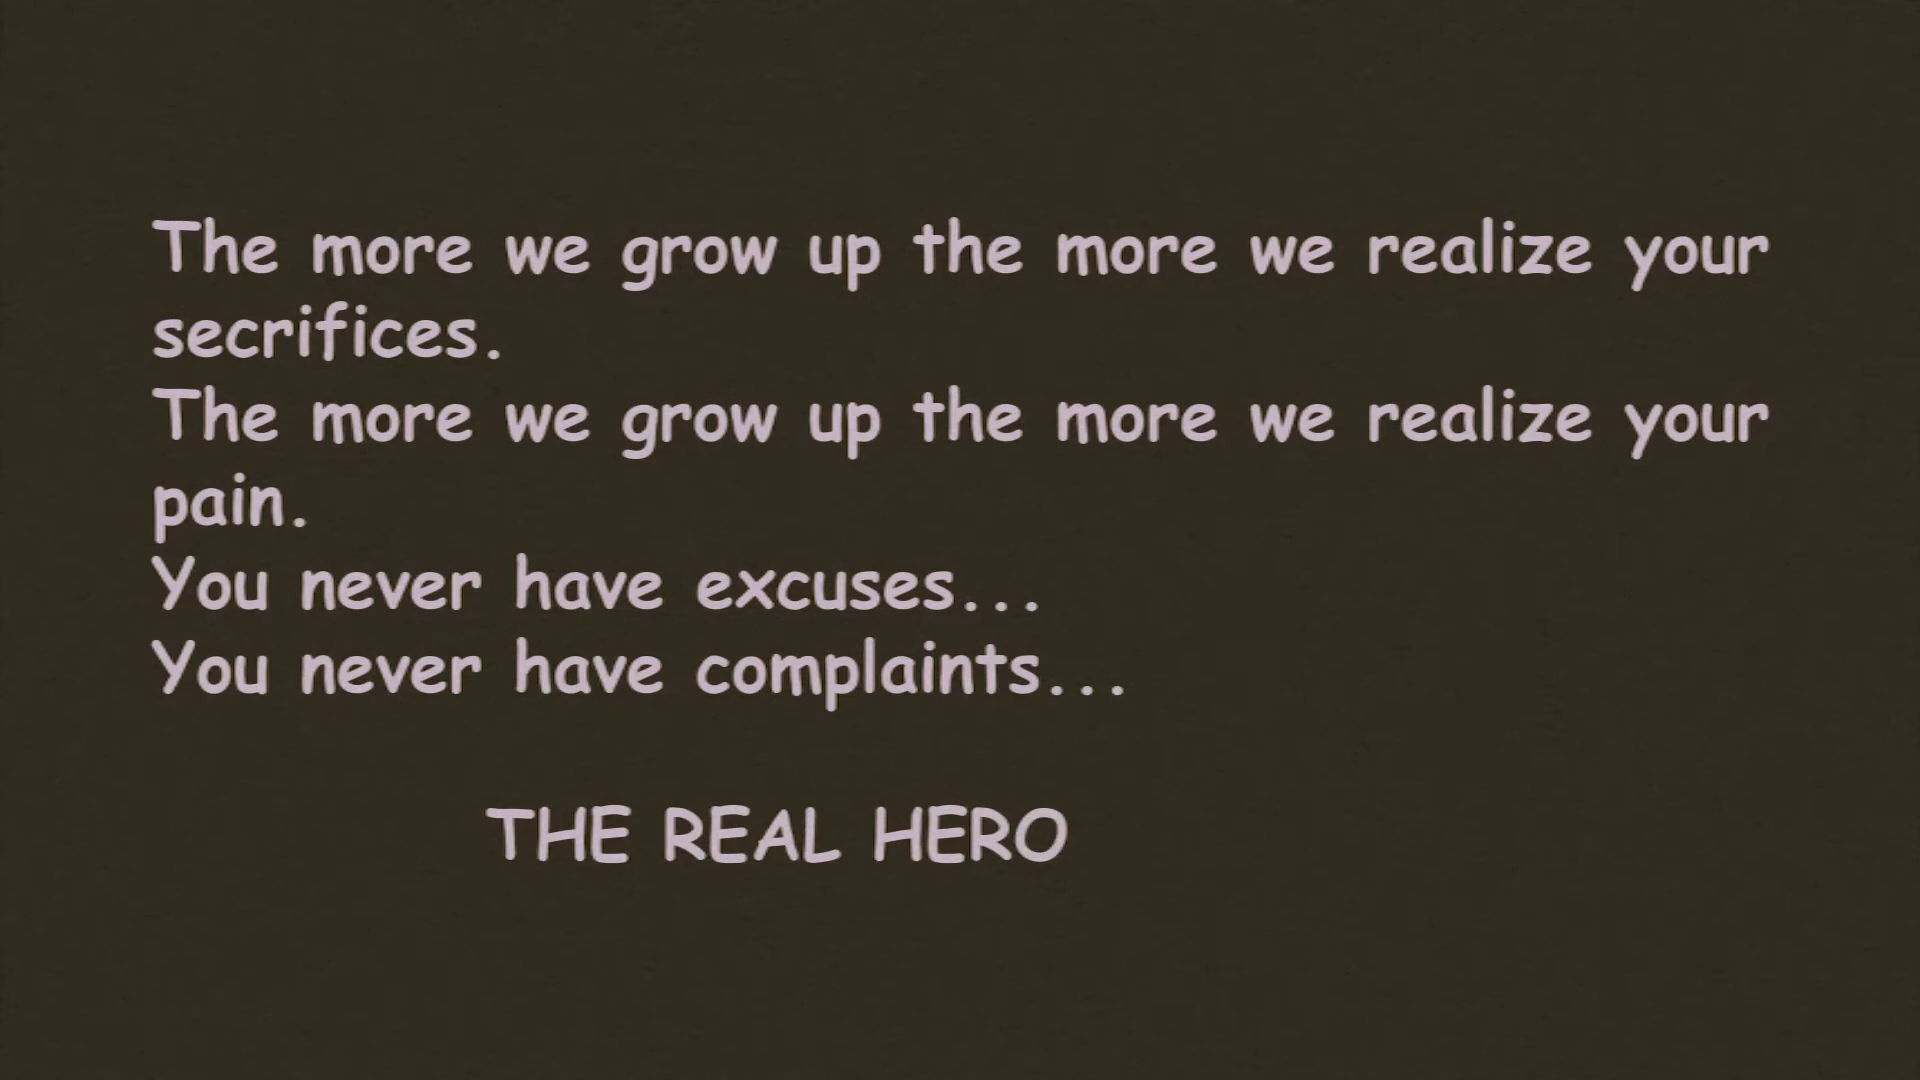 The more we grow up the more we realize your
secrifices.
The more we grow up the more we realize your
pain.
You never have excuses...
You never have complaints...
THE REAL HERO